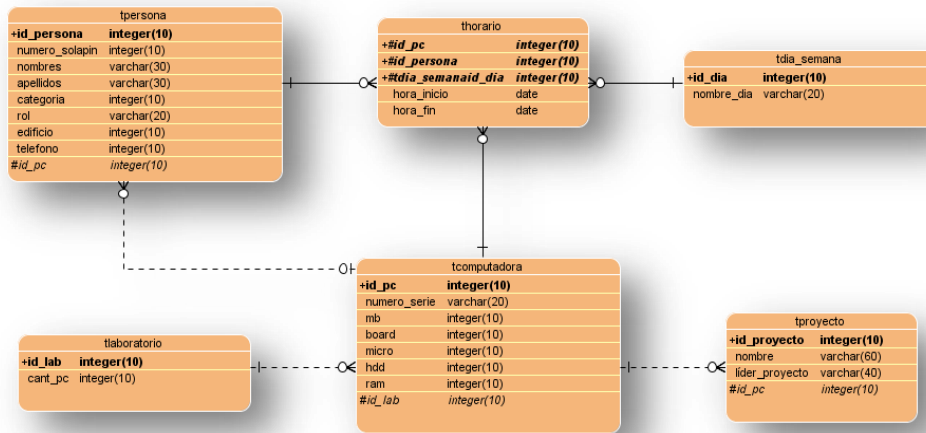 tpersona
+id_persona integer(10)
numero_solapin integer(10)
nombres varchar(30)
apellidos varchar(30)
categoria integer(10)
rol varchar(20)
edificio integer(10)
telefono integer(10)
#id_pc integer(10)
thorario
+#id_pc integer(10)
+#id_persona integer(10)
+#tdia_semanaid_dia integer(10)
hora_inicio date
hora_fin date
tdia_semana
+id_dia integer(10)
nombre_dia varchar(20)
tcomputadora
+id_pc integer(10)
numero_serie varchar(20)
mb integer(10)
board integer(10)
micro integer(10)
hdd integer(10)
ram integer(10)
#id_lab integer(10)
tlaboratorio
+id_lab integer(10)
cant_pc integer(10)
tproyecto
+id_proyecto integer(10)
nombre varchar(60)
líder_proyecto varchar(40)
#id_pc integer(10)